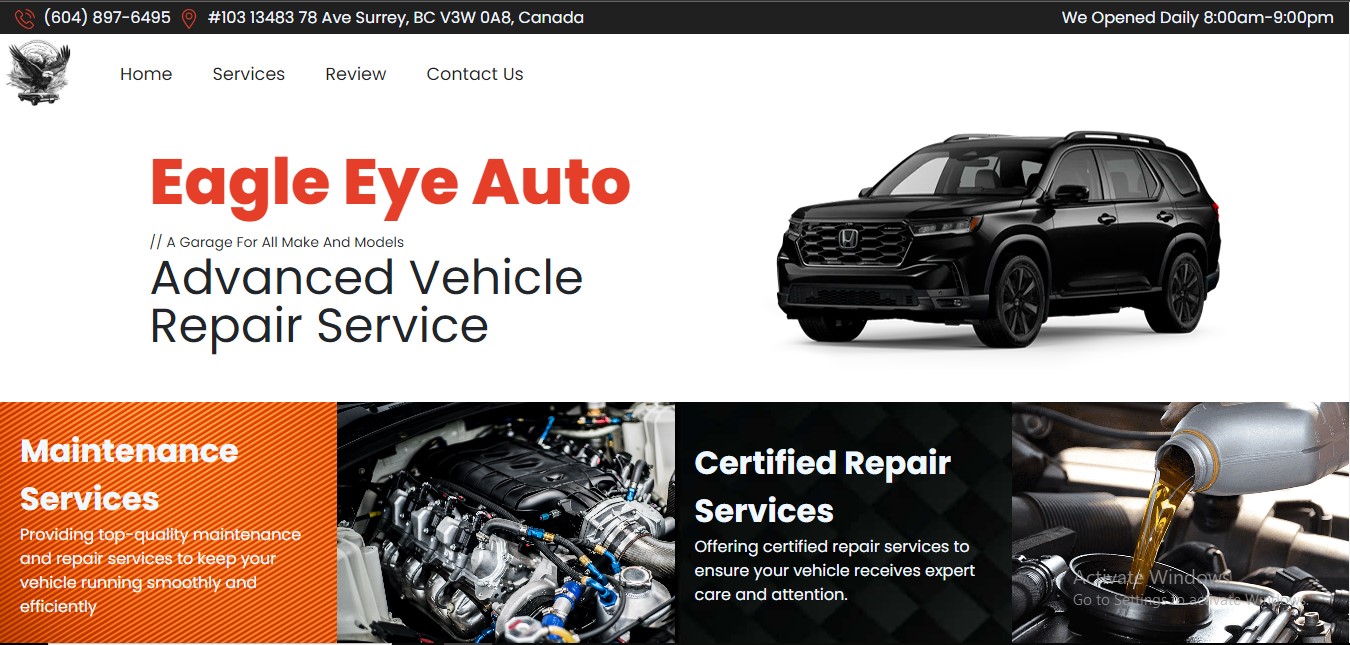 (604) 897-6495 #103 13483 78 Ave Surrey, BC V3W 0A8, Canada We Opened Daily 8:00am-9:00pm
Home Services Review Contact Us
Eagle Eye Auto
// A Garage For All Make And Models
Advanced Vehicle
Repair Service
Maintenance
Services
Providing top-quality maintenance
and repair services to keep your
vehicle running smoothly and
efficiently
Certified Repair
Services
Offering certified repair services to
ensure your vehicle receives expert
care and attention.
Activate Windows
Go to Settings to activate Windows.